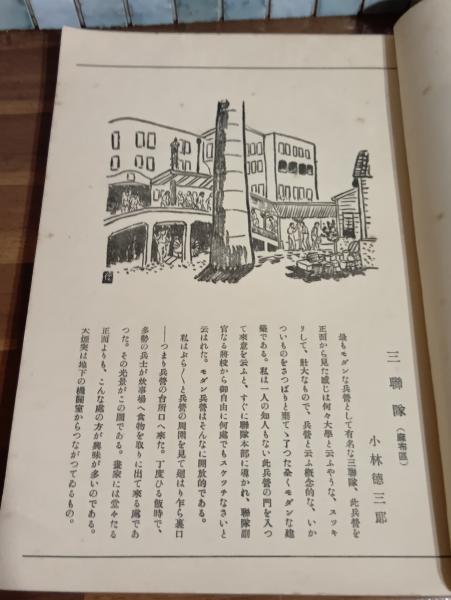 三聯隊（麻布區）
小林德三郎
最もモダンな兵營として有名な三聯隊、此兵營を
正面から見た感じは何々大學と云ふやうな、スツキ
リして、壯大なもので、兵營と云ふ概念的な、いか
ついものをさつぱりと棄てゝ了つた全くモダンな建
築である。私は一人の知人もない此兵營の門を入つ
て來意を云ふと、すぐに聯隊本部に導かれ、聯隊副
官なる將校から御自由に何處でもスケツチなさいと
云はれた。モダン兵營はそんなに開放的である。
私はぶら〱と兵營の周圍を見て廻はり乍ら裏口
――つまり兵營の台所口へ來た。丁度ひる飯時で、
多勢の兵士が炊事場へ食物を取りに出て來る處であ
つた。その光景がこの圖である。畫家には堂々たる
正面よりも、こんな處の方が興味が多いのである。
大煙突は地下の機關室からつながつてゐるもの。